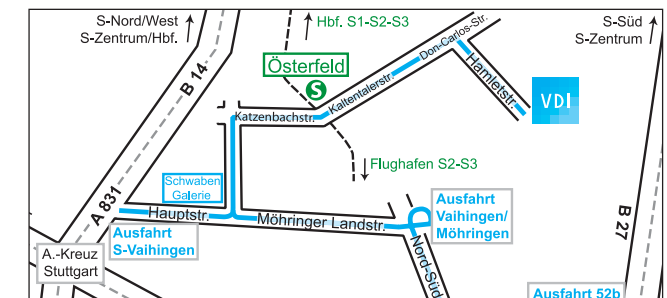 S-Nord/West
S-Zentrum/Hbf.
Hbf. S1-S2-S3
S-Süd
S-Zentrum
B 14
Österfeld
S
Don-Carlos-Str.
Kaltentalerstr.
Hamletstr.
VDI
Katzenbachstr.
Flughafen S2-S3
Schwaben
Galerie
A 831
Hauptstr.
Möhringer Landstr.
Ausfahrt
Vaihingen/
Möhringen
B 27
Ausfahrt
S-Vaihingen
A.-Kreuz
Stuttgart
Nord-Süd
Ausfahrt 52b